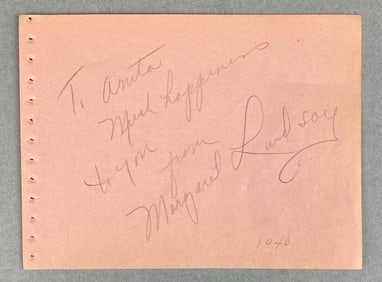 To Anita
Much happiness
to you from
Margaret Lindsay
1940